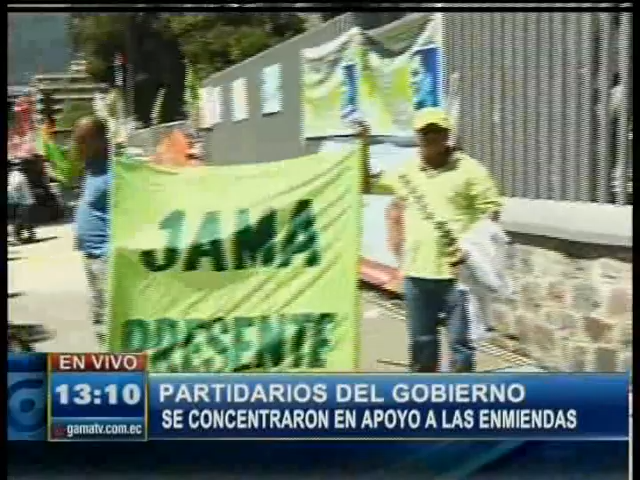 JAMA
PRESENTE
EN VIVO
13:10
gamatv.com.ec
PARTIDARIOS DEL GOBIERNO
SE CONCENTRARON EN APOYO A LAS ENMIENDAS